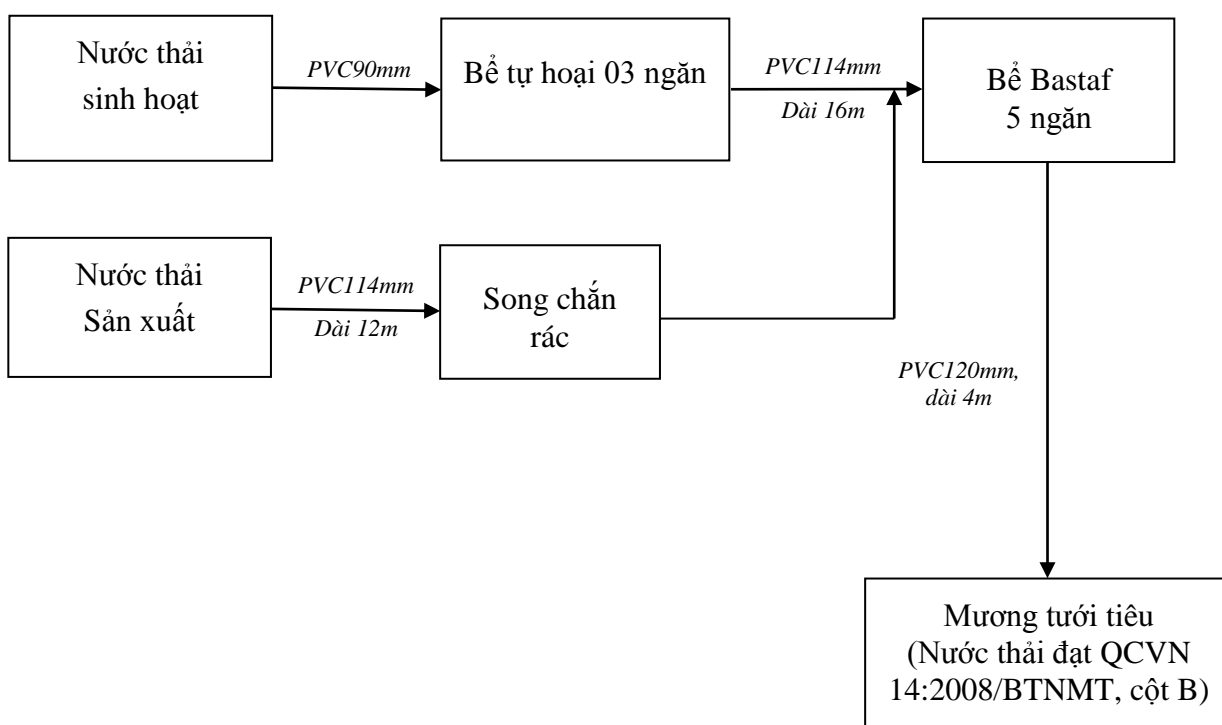 Nước thải
sinh hoạt
PVC90mm
Bể tự hoại 03 ngăn
PVC114mm
Dài 16m
Bể Bastaf
5 ngăn
Nước thải
Sản xuất
PVC114mm
Dài 12m
Song chắn
rác
PVC120mm,
dài 4m
Mương tưới tiêu
(Nước thải đạt QCVN
14:2008/BTNMT, cột B)